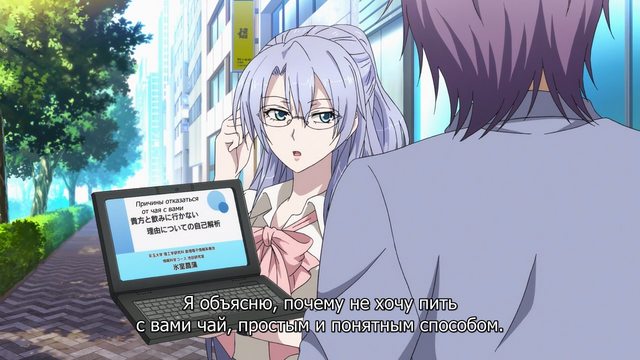 Причины отказаться
от чая с вами
貴方と飲みに行かない
理由についての自己解析
氷室菖蒲
Я объясню, почему не хочу пить
с вами чай, простым и понятным способом.